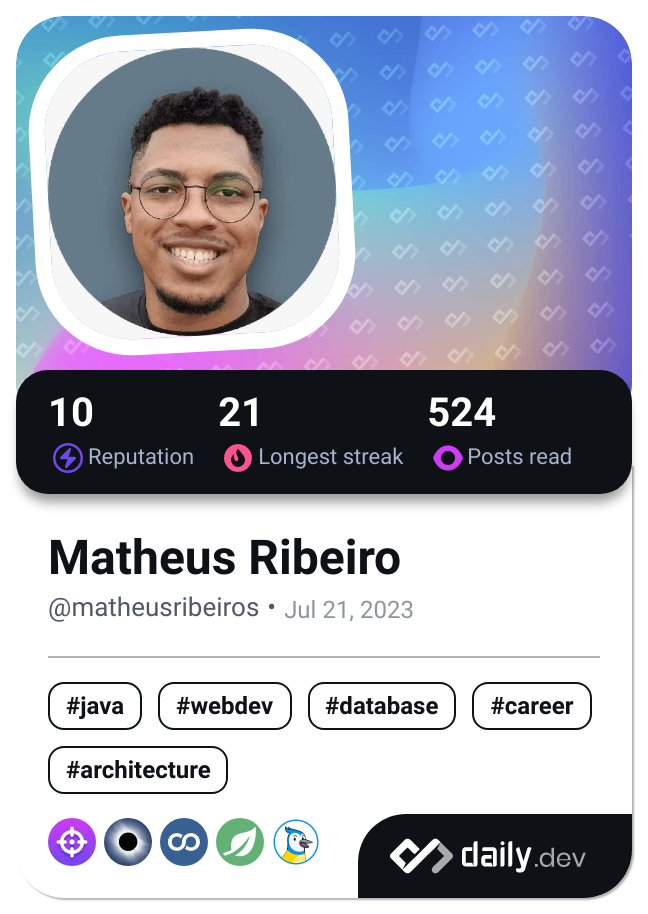 10 21 524
Reputation Longest streak Posts read
Matheus Ribeiro
@matheusribeiros • Jul 21, 2023
#java #webdev #database #career
#architecture
daily.dev